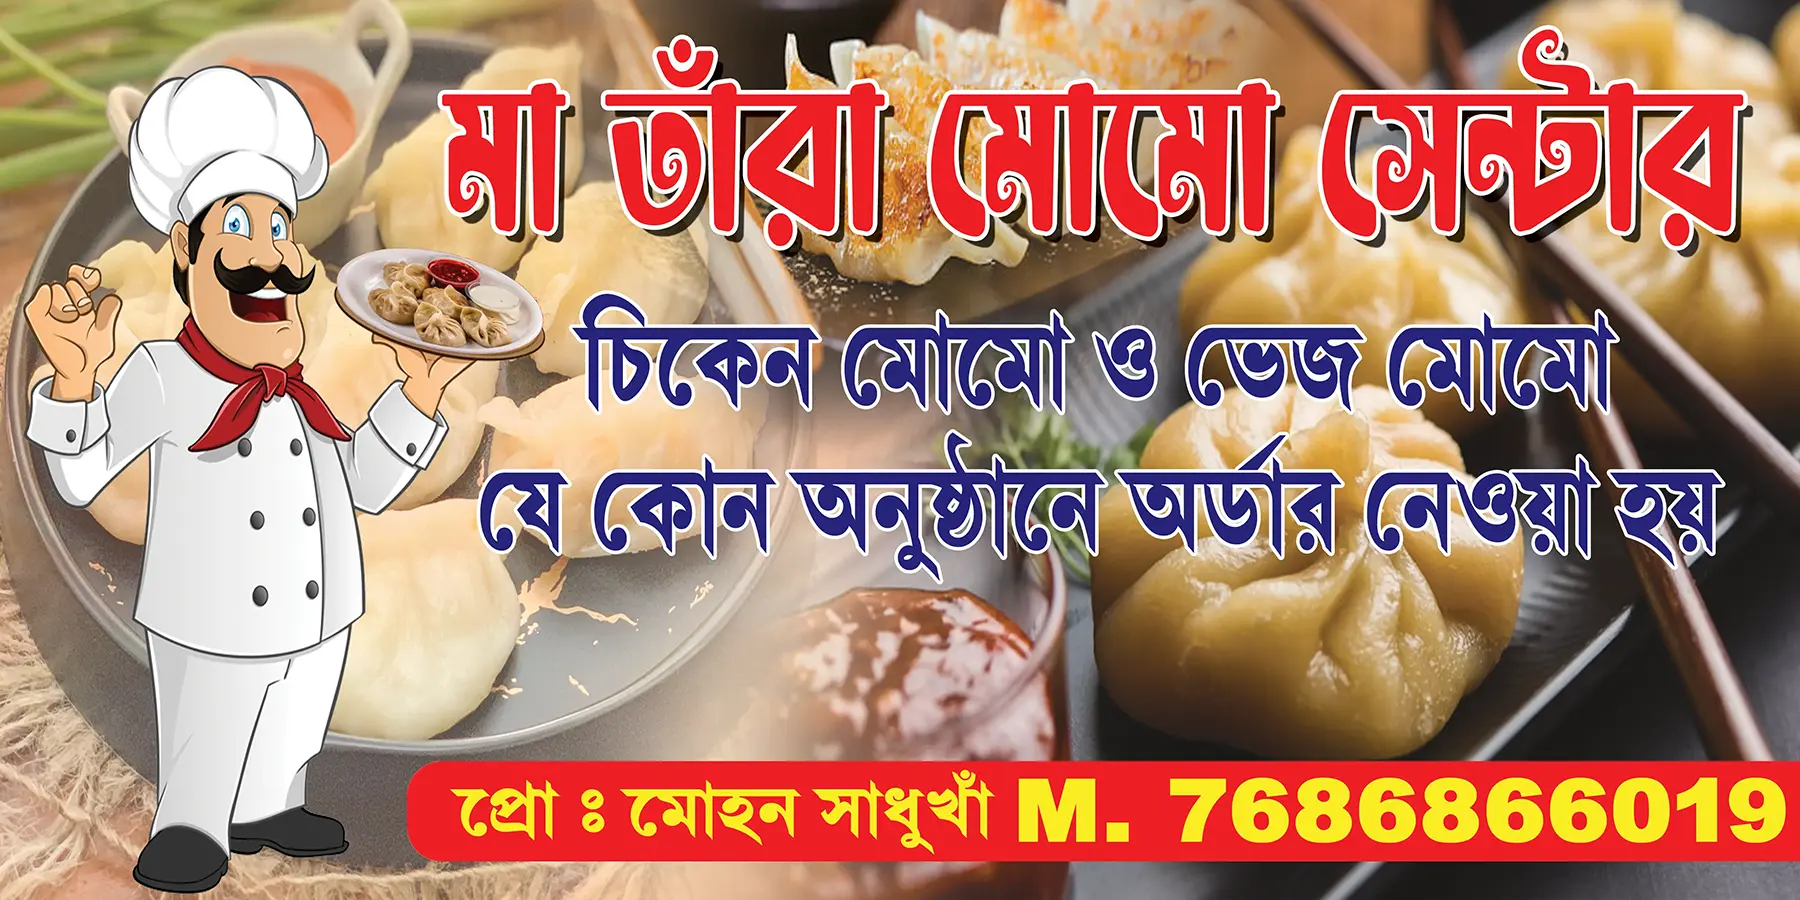 মা তাঁরা মোমো সেন্টার
চিকেন মোমো ও ভেজ মোমো
যে কোন অনুষ্ঠানে অর্ডার নেওয়া হয়
প্রো ঃ মোহন সাধুখাঁ M. 7686866019